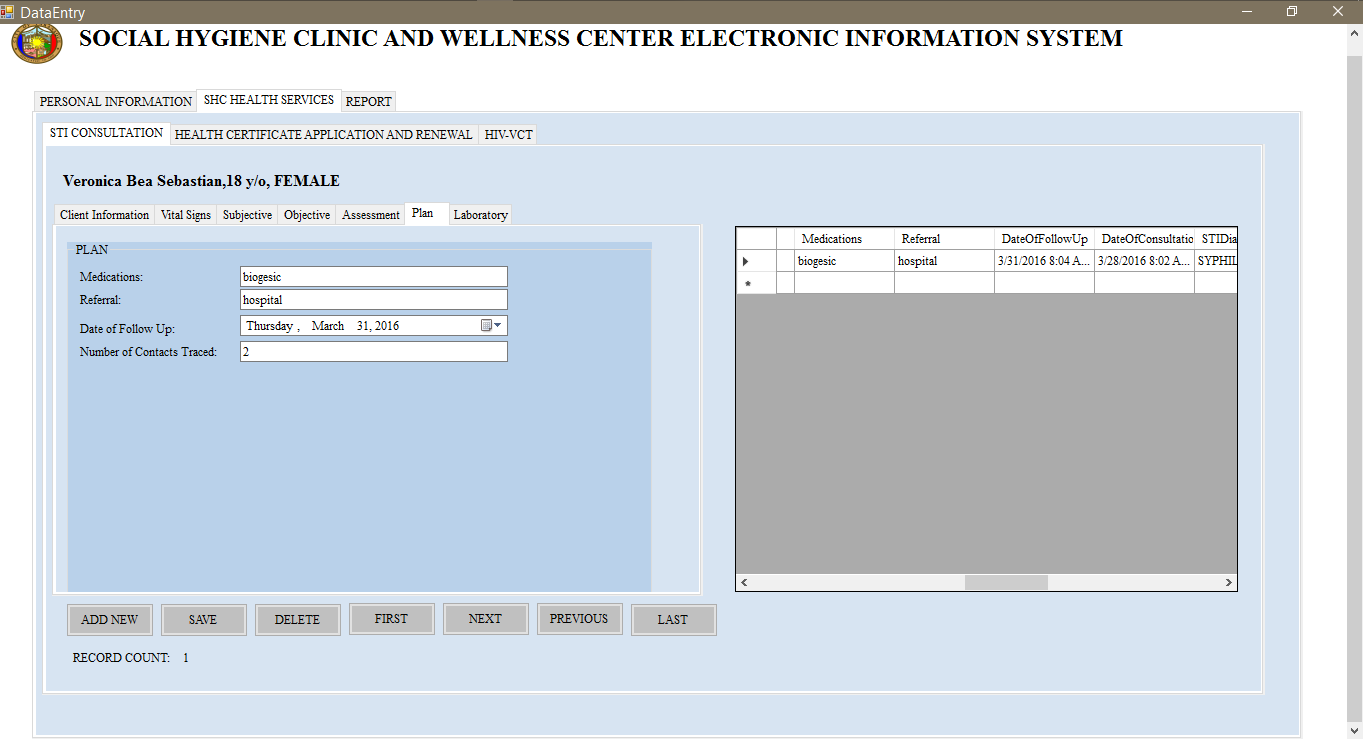 DataEntry
SOCIAL HYGIENE CLINIC AND WELLNESS CENTER ELECTRONIC INFORMATION SYSTEM
PERSONAL INFORMATION SHC HEALTH SERVICES REPORT
STI CONSULTATION HEALTH CERTIFICATE APPLICATION AND RENEWAL HIV-VCT
Veronica Bea Sebastian,18 y/o, FEMALE
Client Information Vital Signs Subjective Objective Assessment Plan Laboratory
PLAN
Medications: biogesic
Referral: hospital
Date of Follow Up: Thursday , March 31, 2016
Number of Contacts Traced: 2
Medications Referral DateOfFollowUp DateOfConsultatio STIDia
biogesic hospital 3/31/2016 8:04 A... 3/28/2016 8:02 A... SYPHIL
ADD NEW SAVE DELETE FIRST NEXT PREVIOUS LAST
RECORD COUNT: 1